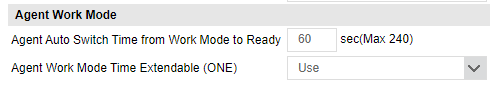 Agent Work Mode
Agent Auto Switch Time from Work Mode to Ready 60 sec(Max 240)
Agent Work Mode Time Extendable (ONE) Use